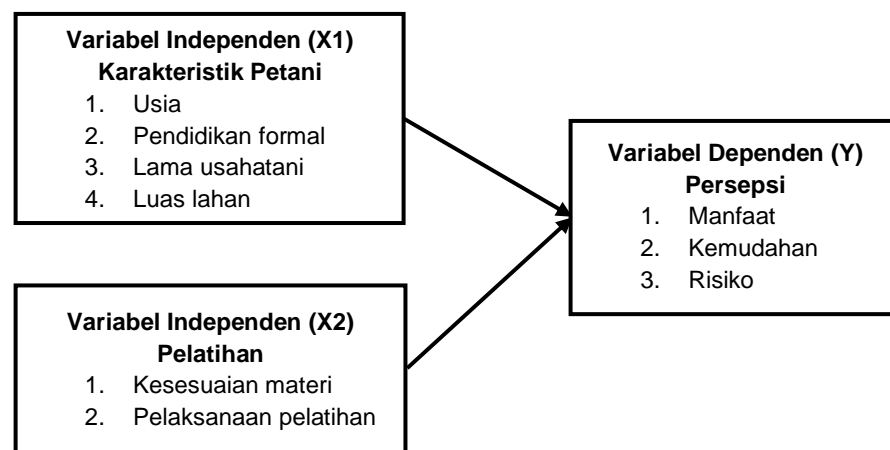 Variabel Independen (X1)
Karakteristik Petani
1. Usia
2. Pendidikan formal
3. Lama usahatani
4. Luas lahan
Variabel Dependen (Y)
Persepsi
1. Manfaat
2. Kemudahan
3. Risiko
Variabel Independen (X2)
Pelatihan
1. Kesesuaian materi
2. Pelaksanaan pelatihan